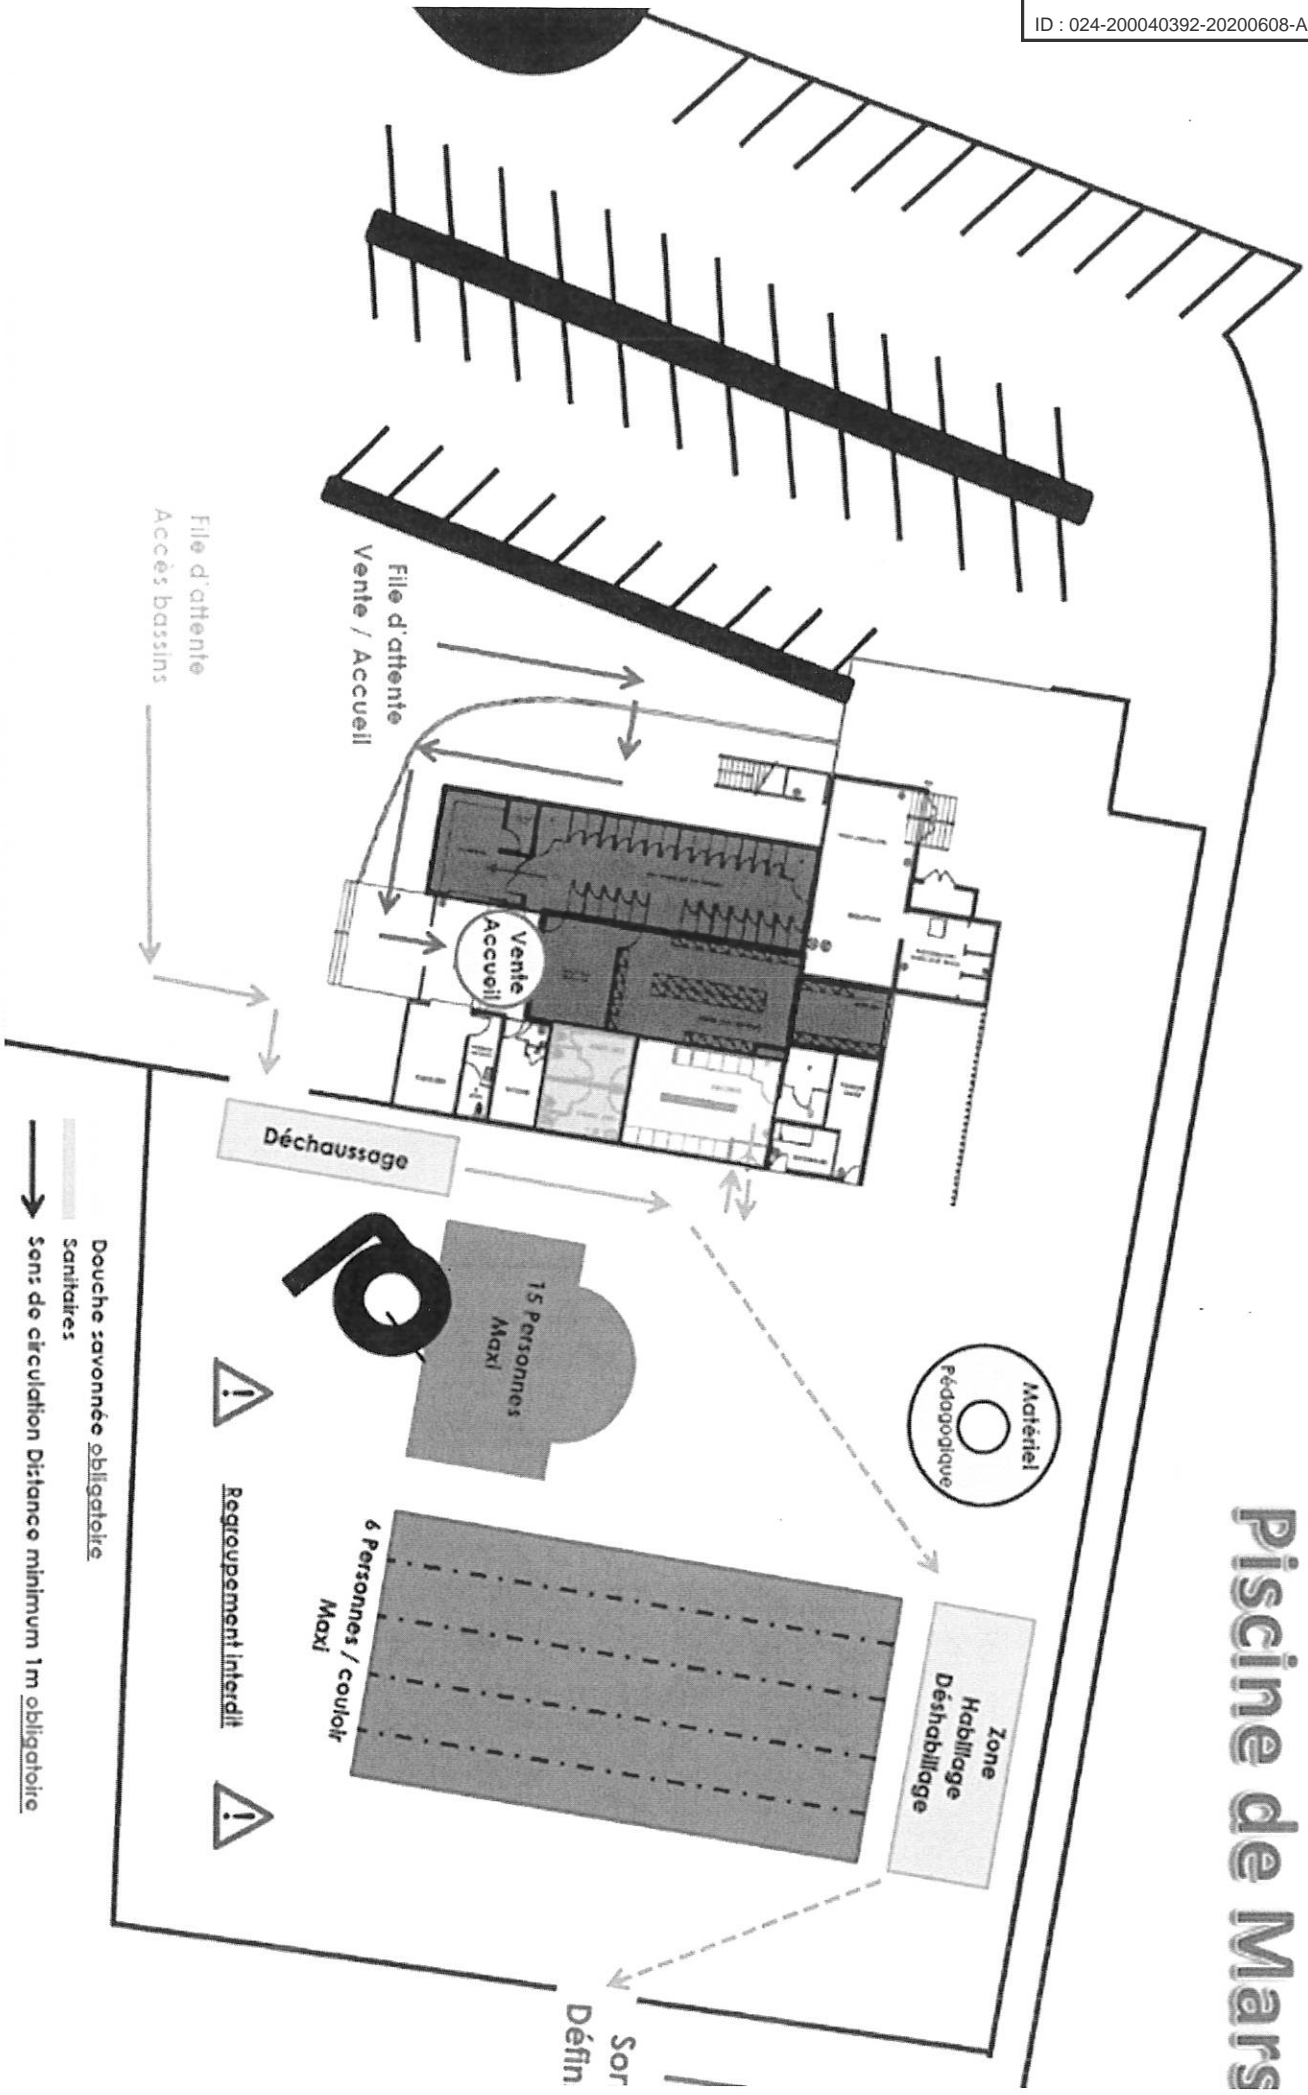 ID : 024-200040392-20200608-A
Piscine de Mars
File d'attente
Vente / Accueil
File d'attente
Accès bassins
Vente
Accueil
Déchaussage
15 Personnes
Maxi
Matériel
Pédagogique
6 Personnes / couloir
Maxi
Zone
Habillage
Déshabillage
Regroupement interdit
Sor
Défin
Douche savonnée obligatoire
Sanitaires
Sens de circulation Distance minimum 1m obligatoire